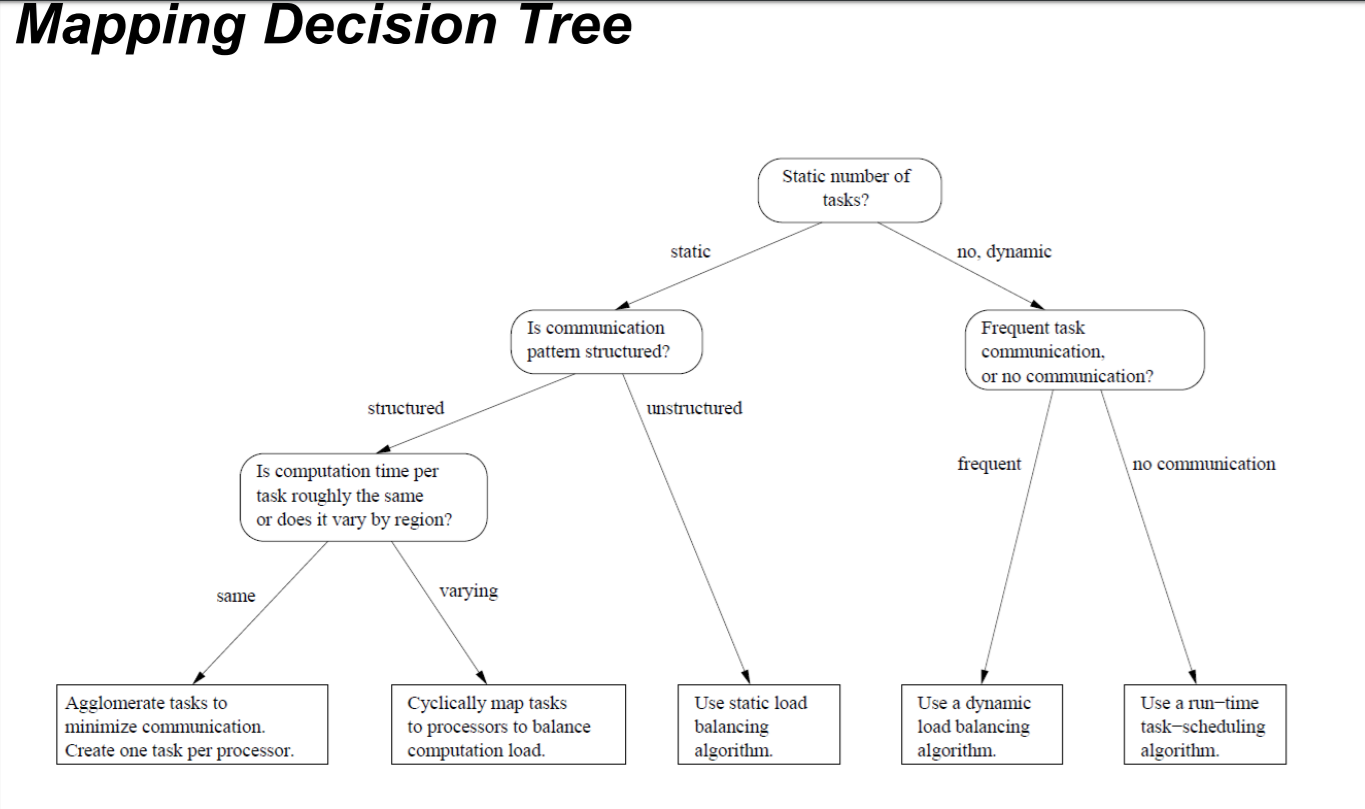 Mapping Decision Tree
Static number of
tasks?
static
no, dynamic
Is communication
pattern structured?
Frequent task
communication,
or no communication?
structured
unstructured
frequent
no communication
Is computation time per
task roughly the same
or does it vary by region?
same
varying
Agglomerate tasks to
minimize communication.
Create one task per processor.
Cyclically map tasks
to processors to balance
computation load.
Use static load
balancing
algorithm.
Use a dynamic
load balancing
algorithm.
Use a run−time
task−scheduling
algorithm.